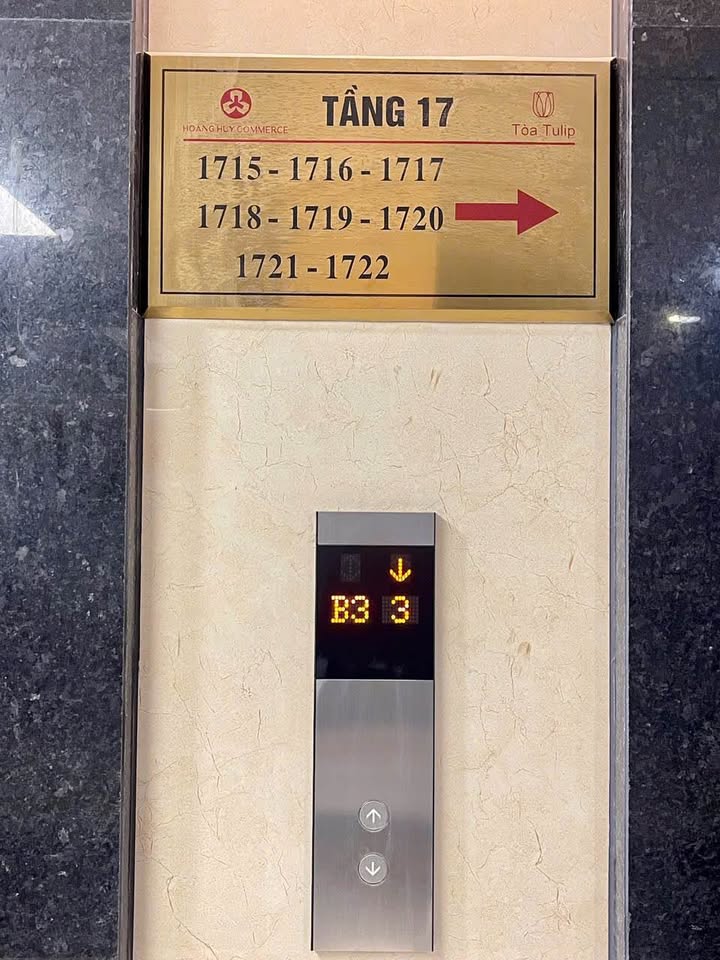 HOANG HUY COMMERCE
TẦNG 17
Tòa Tulip
1715 - 1716 - 1717
1718 - 1719 - 1720
1721 - 1722
B3 3